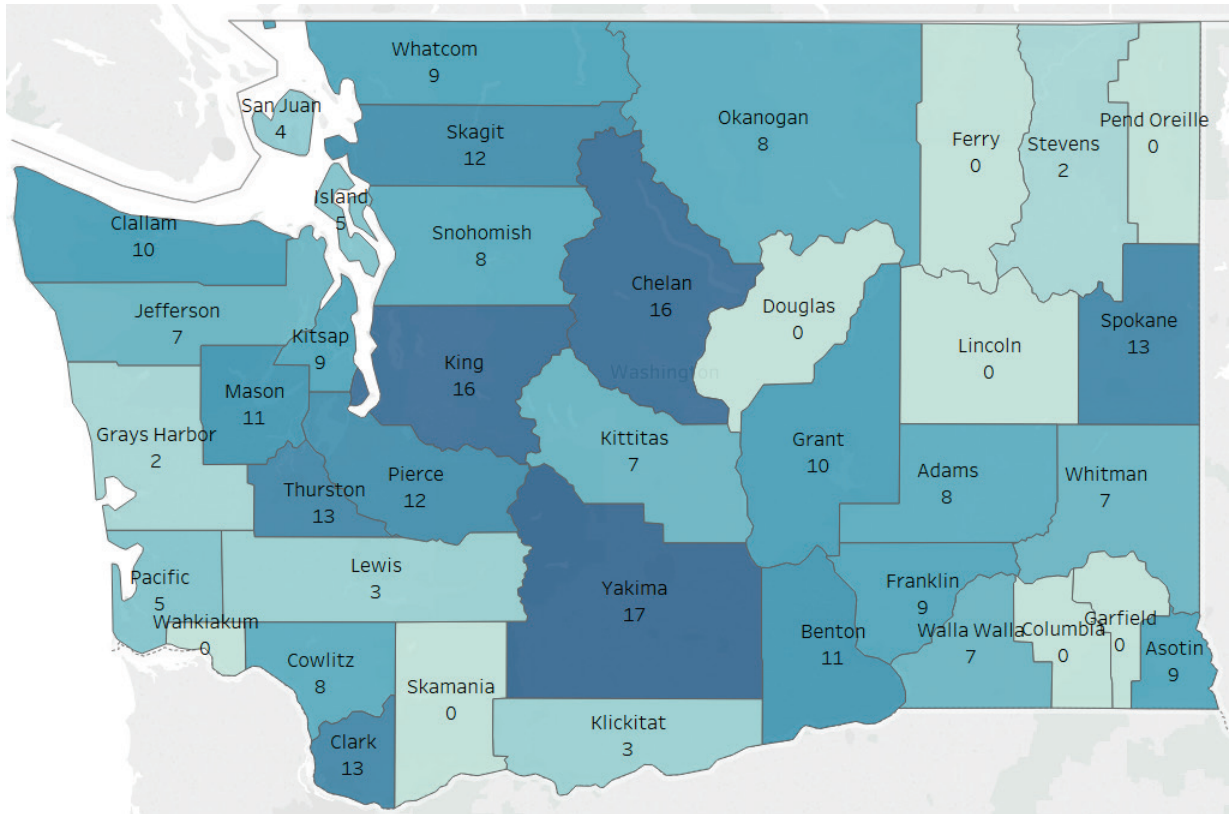 Whatcom
9
San Juan
4
Skagit
12
Okanogan
8
Ferry
0
Stevens
2
Pend Oreille
0
Island
5
Clallam
10
Snohomish
8
Chelan
16
Douglas
0
Jefferson
7
Kitsap
9
King
16
Washington
Lincoln
0
Spokane
13
Mason
11
Grays Harbor
2
Kittitas
7
Grant
10
Adams
8
Whitman
7
Thurston
13
Pierce
12
Pacific
5
Lewis
3
Yakima
17
Franklin
9
Wahkiakum
0
Benton
11
Walla Walla
7
Columbia
0
Garfield
0
Asotin
9
Cowlitz
8
Skamania
0
Klickitat
3
Clark
13